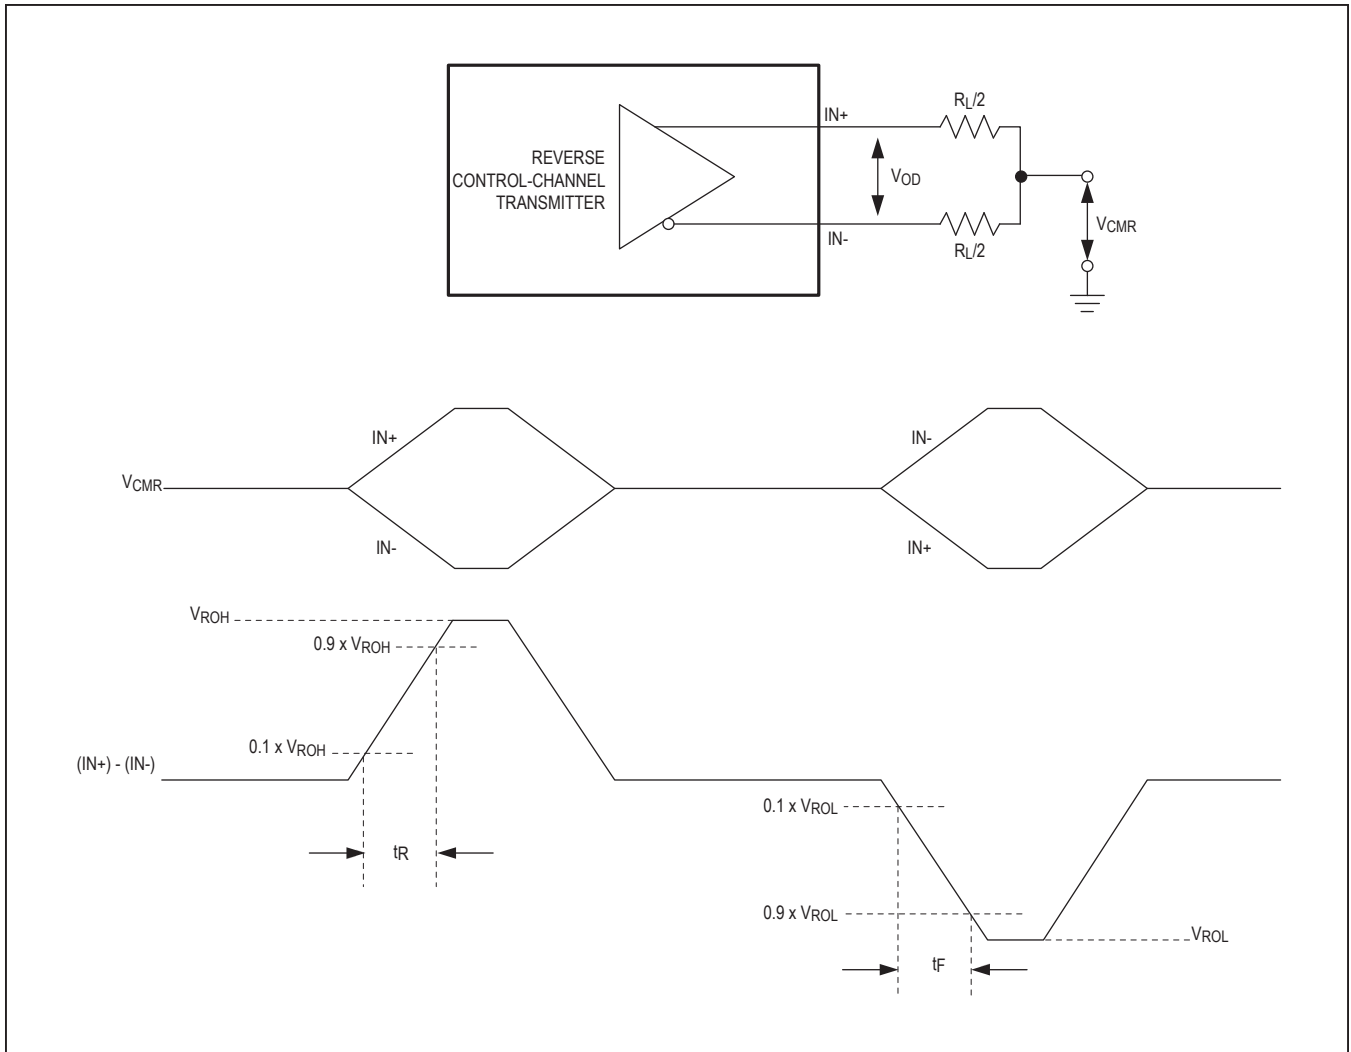 REVERSE
CONTROL-CHANNEL
TRANSMITTER
IN+
IN-
VOD
RL/2
RL/2
VCMR
IN+
IN-
VCMR
IN-
IN+
VROH
0.9 x VROH
0.1 x VROH
(IN+) - (IN-)
tR
0.1 x VROL
0.9 x VROL
VROL
tF